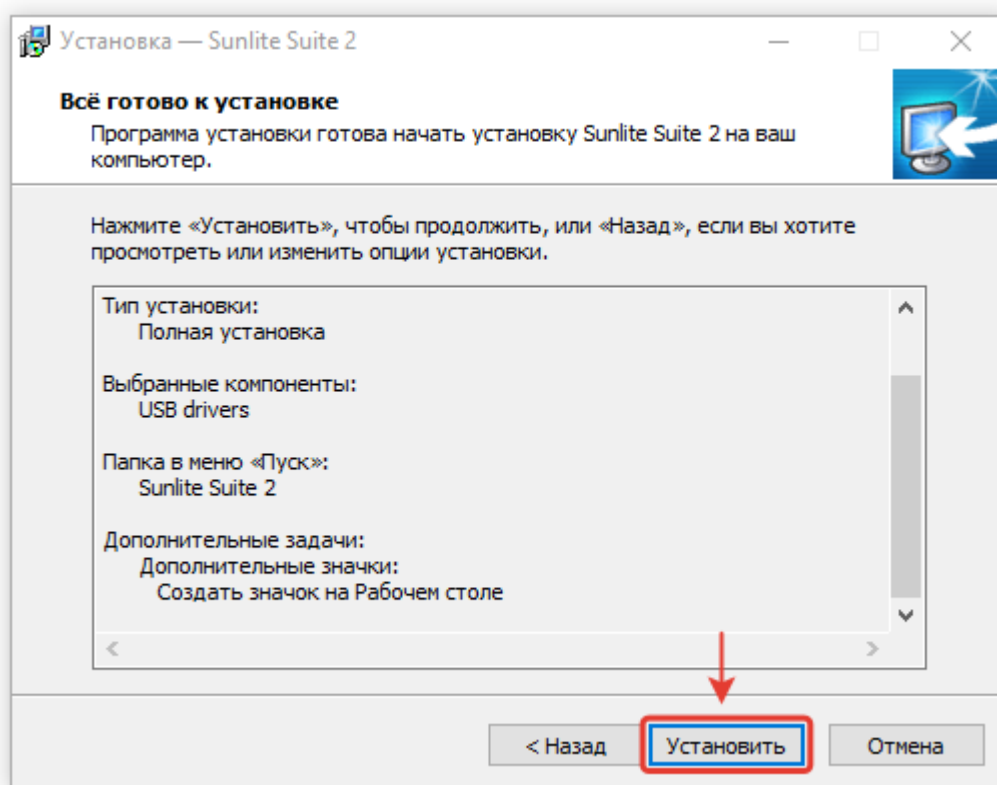 Установка — Sunlite Suite 2
Всё готово к установке
Программа установки готова начать установку Sunlite Suite 2 на ваш
компьютер.
Нажмите «Установить», чтобы продолжить, или «Назад», если вы хотите
просмотреть или изменить опции установки.
Тип установки:
Полная установка
Выбранные компоненты:
USB drivers
Папка в меню «Пуск»:
Sunlite Suite 2
Дополнительные задачи:
Дополнительные значки:
Создать значок на Рабочем столе
< Назад
Установить
Отмена